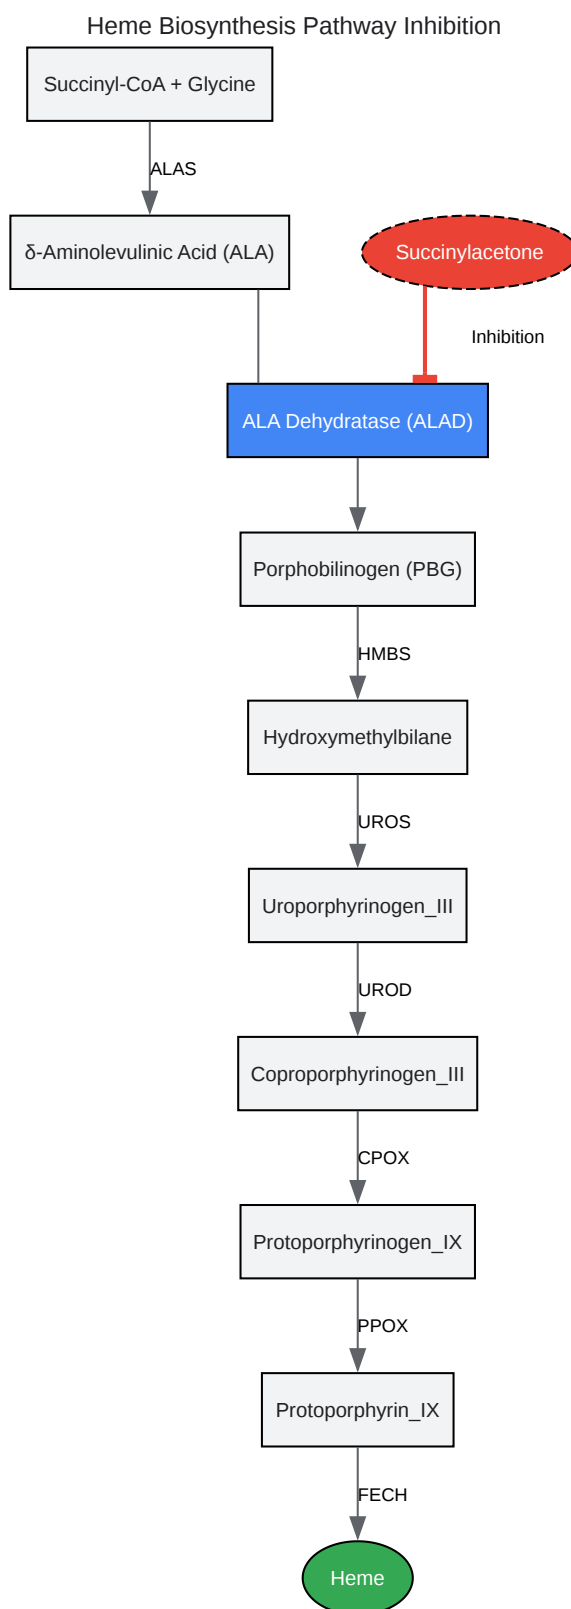 Heme Biosynthesis Pathway Inhibition
Succinyl-CoA + Glycine
ALAS
δ-Aminolevulinic Acid (ALA)
Succinylacetone
Inhibition
ALA Dehydratase (ALAD)
Porphobilinogen (PBG)
HMBS
Hydroxymethylbilane
UROS
Uroporphyrinogen_III
UROD
Coproporphyrinogen_III
CPOX
Protoporphyrinogen_IX
PPOX
Protoporphyrin_IX
FECH
Heme